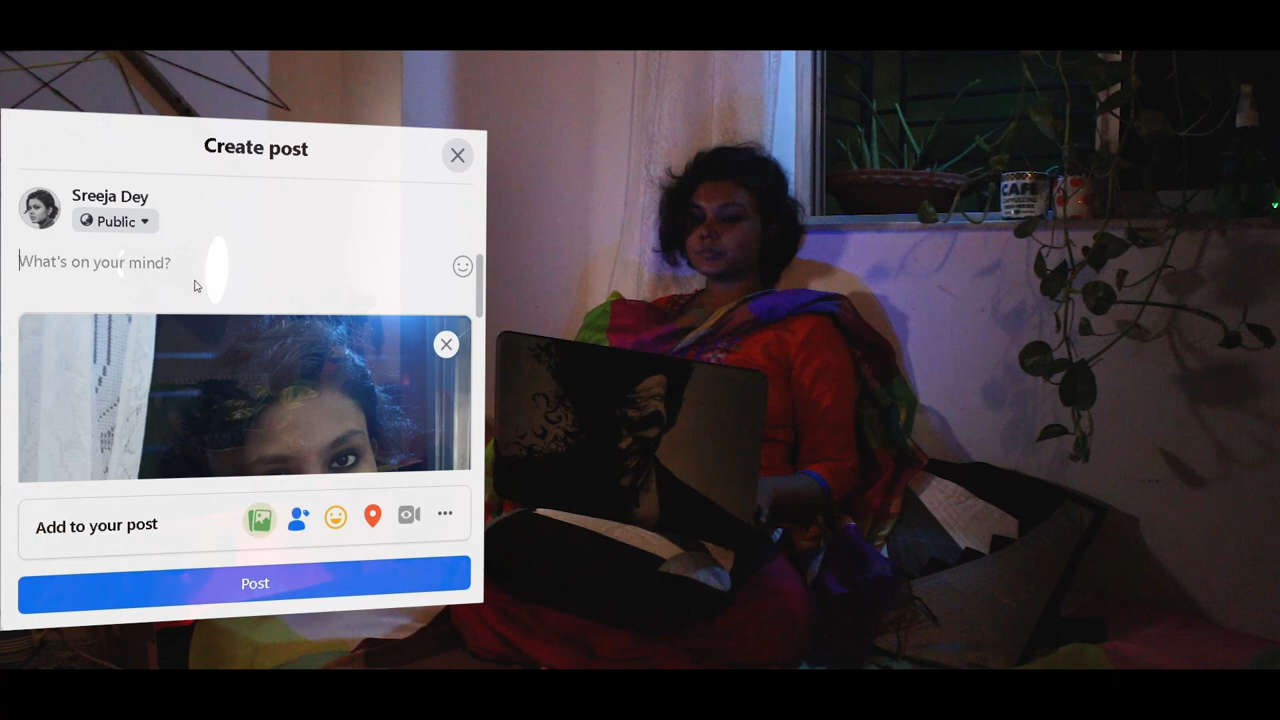 Create post
Sreeja Dey
Public
What's on your mind?
Add to your post
Post
CAFE